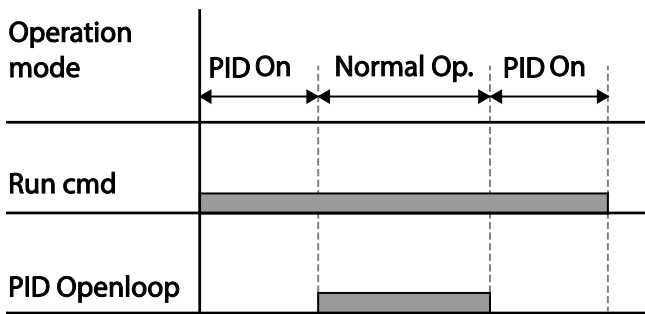 Operation
mode
PID On
Normal Op.
PID On
Run cmd
PID Openloop